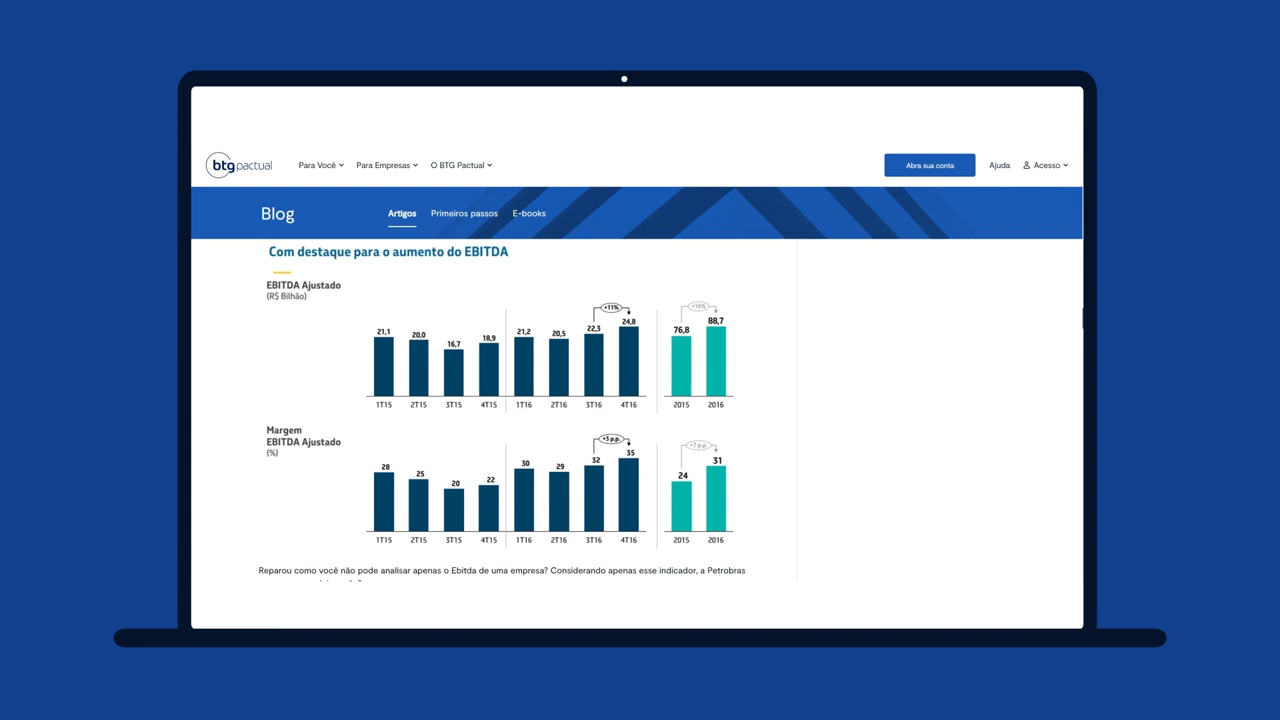 btg pactual Para Você Para Empresas O BTG Pactual Abra sua conta Ajuda Acesso
Blog Artigos Primeiros passos E-books
Com destaque para o aumento do EBITDA
EBITDA Ajustado
(R$ Bilhão)
+11% +16%
21,1 20,0 16,7 18,9 21,2 20,5 22,3 24,8 76,8 88,7
1T15 2T15 3T15 4T15 1T16 2T16 3T16 4T16 2015 2016
Margem
EBITDA Ajustado
(%)
+3 p.p. +7 p.p.
28 25 20 22 30 29 32 35 24 31
1T15 2T15 3T15 4T15 1T16 2T16 3T16 4T16 2015 2016
Reparou como você não pode analisar apenas o Ebitda de uma empresa? Considerando apenas esse indicador, a Petrobras